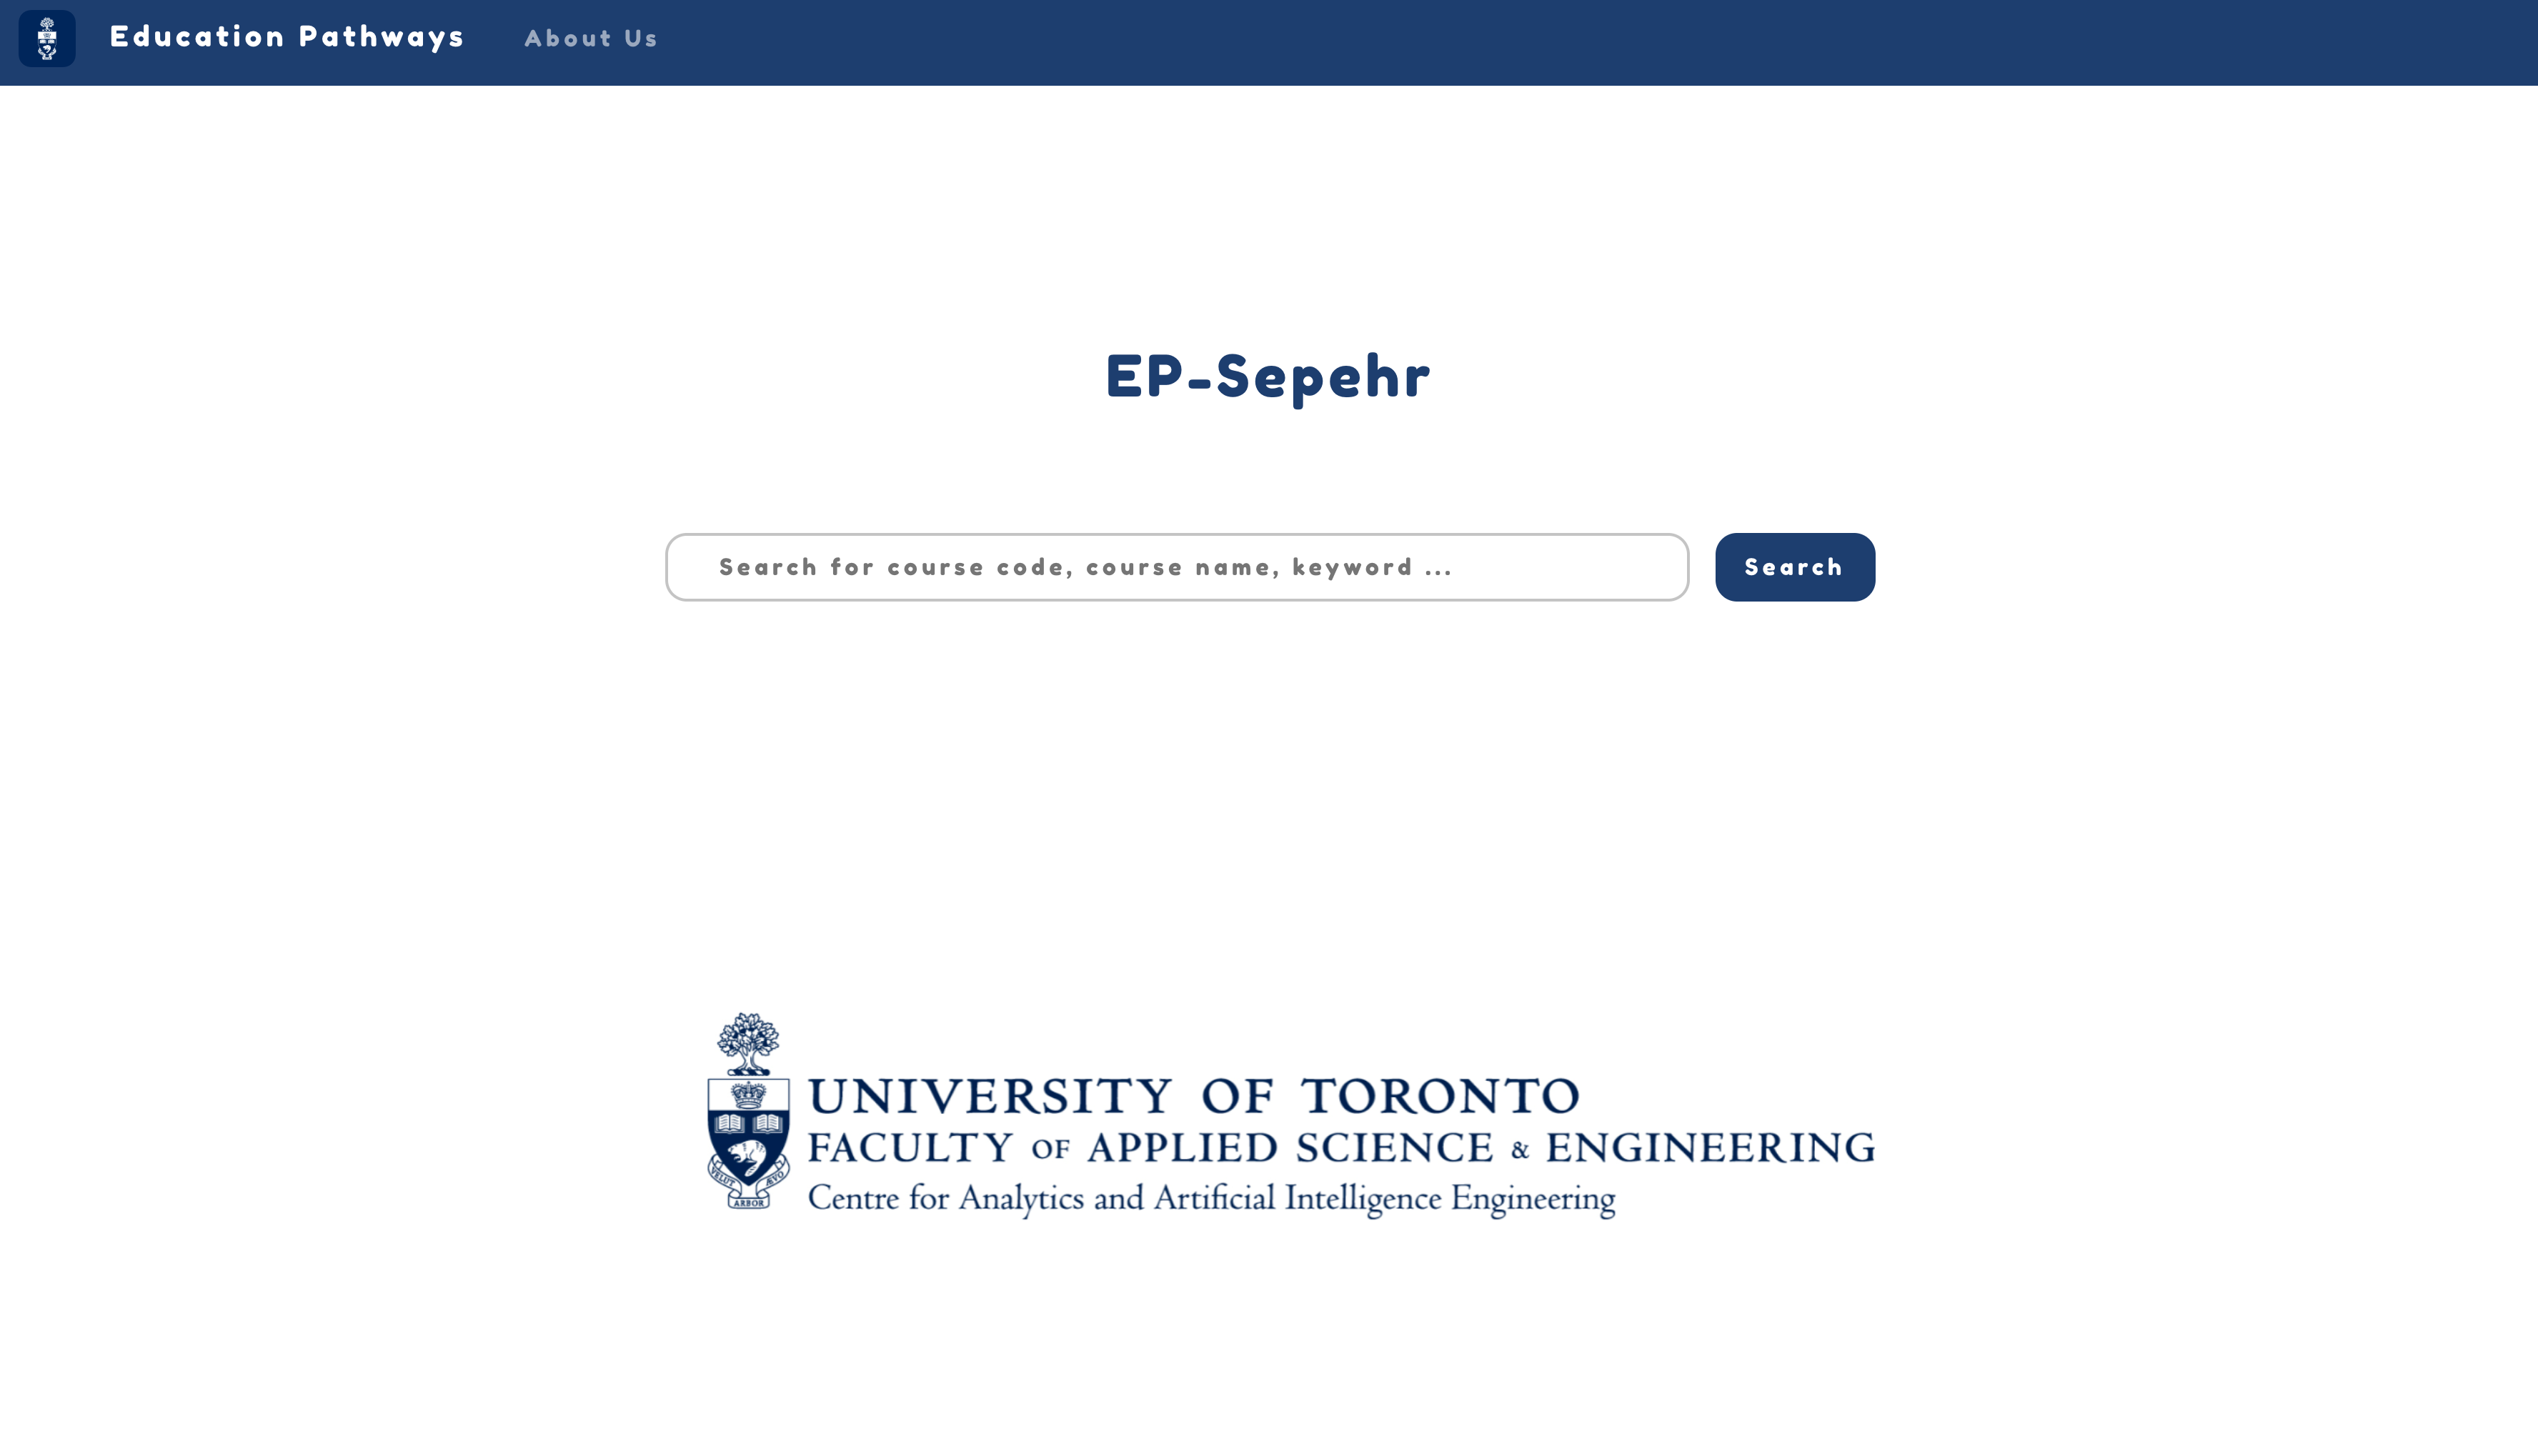 Education Pathways
About Us
EP-Sepehr
Search for course code, course name, keyword ...
Search
UNIVERSITY OF TORONTO
FACULTY OF APPLIED SCIENCE & ENGINEERING
Centre for Analytics and Artificial Intelligence Engineering
VELUT ARBOR ÆVO